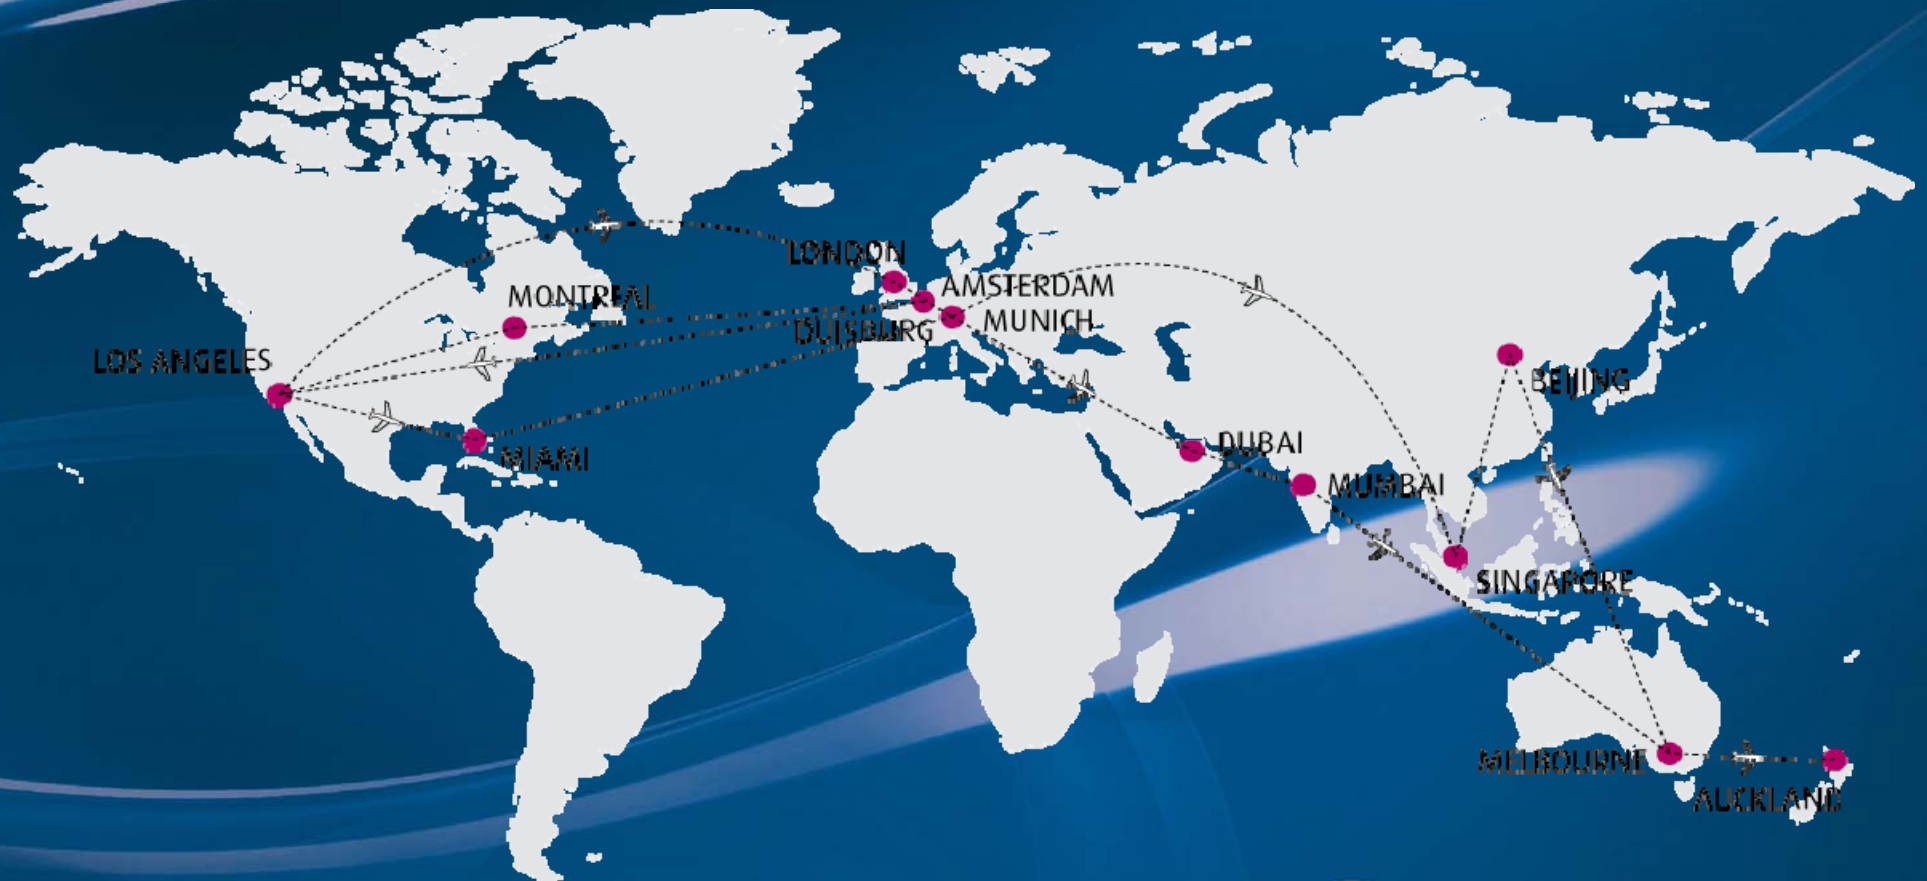 LONDON
AMSTERDAM
MONTREAL
MUNICH
DUISBURG
LOS ANGELES
BEIJING
DUBAI
MIAMI
MUMBAI
SINGAPORE
MELBOURNE
AUCKLAND